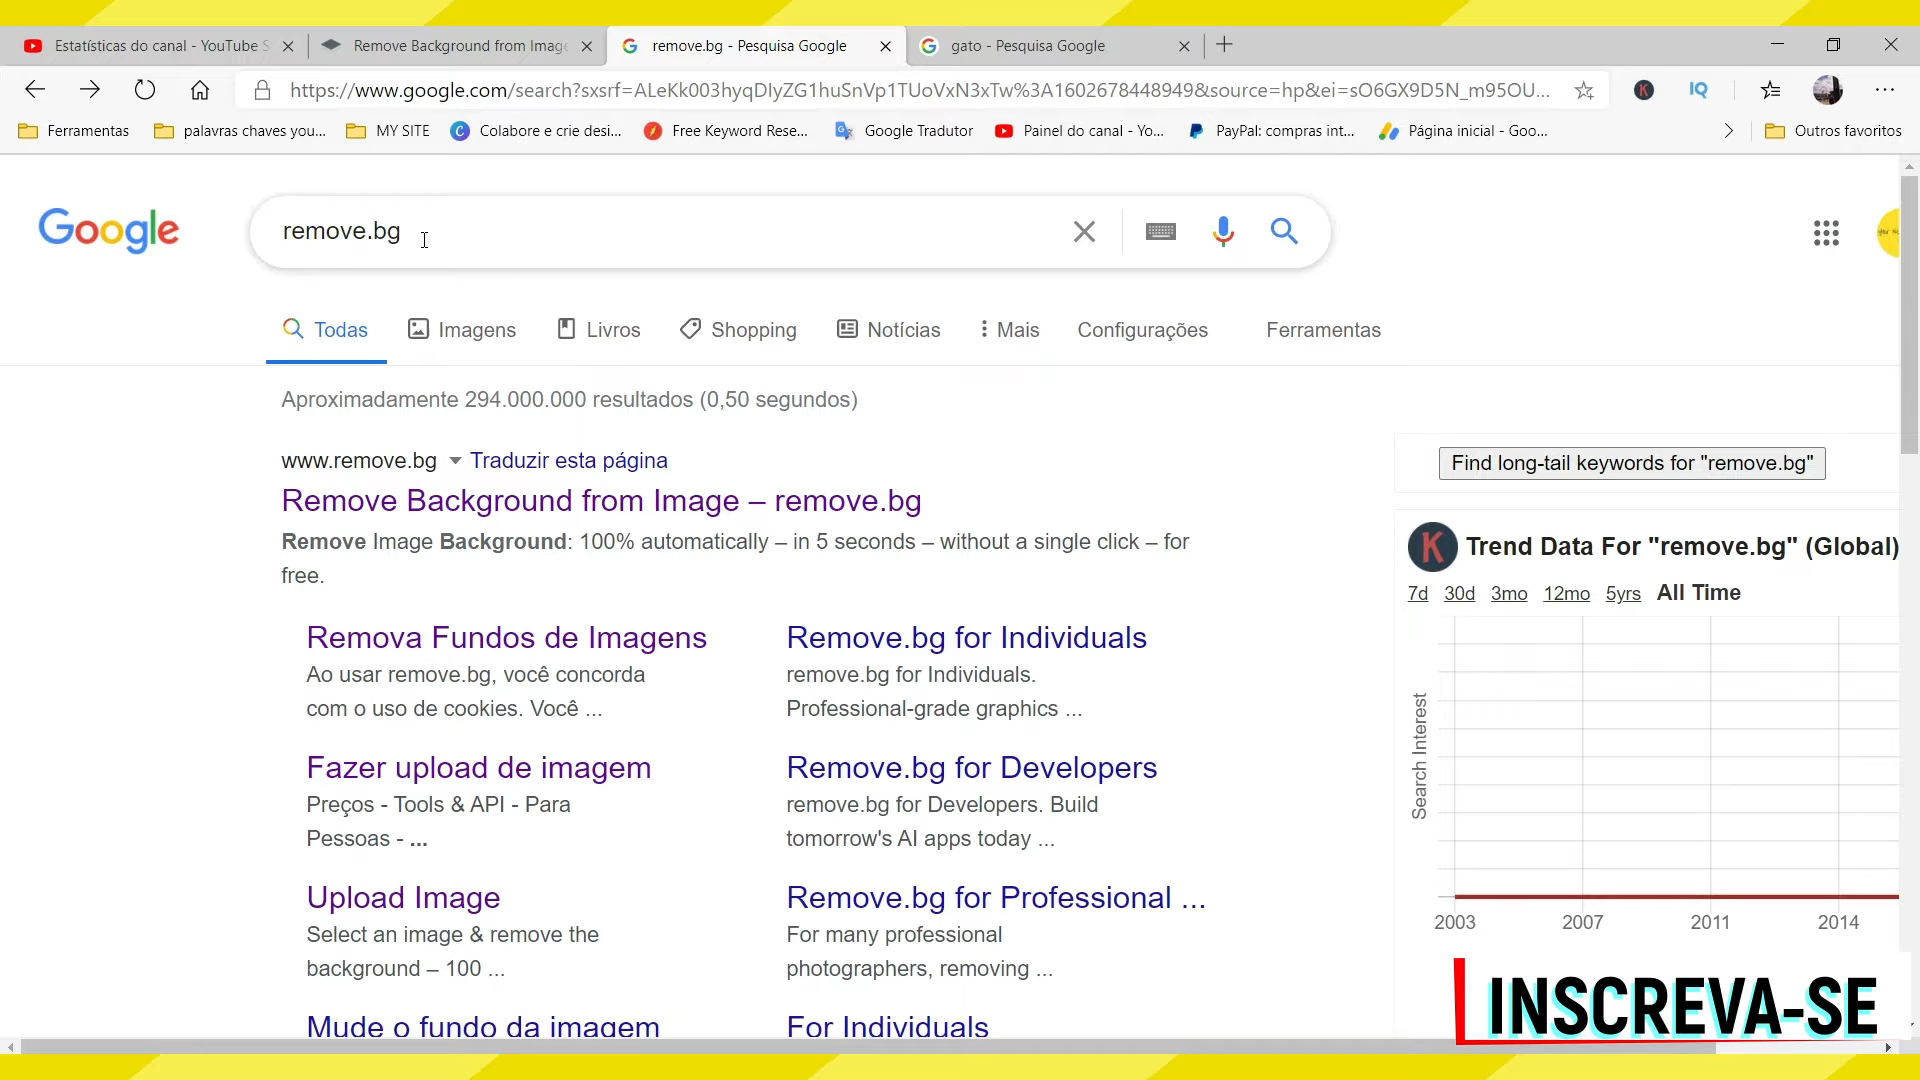 Estatísticas do canal - YouTube S
Remove Background from Imag
remove.bg - Pesquisa Google
gato - Pesquisa Google
https://www.google.com/search?sxsrf=ALeKk003hyqDIyZG1huSnVp1TUoVxN3xTw%3A1602678448949&source=hp&ei=sO6GX9D5N_m95OU...
K
IQ
Ferramentas
palavras chaves you...
MY SITE
Colabore e crie desi...
Free Keyword Rese...
Google Tradutor
Painel do canal - Yo...
PayPal: compras int...
Página inicial - Goo...
Outros favoritos
Google
remove.bg
Todas
Imagens
Livros
Shopping
Notícias
Mais
Configurações
Ferramentas
Aproximadamente 294.000.000 resultados (0,50 segundos)
www.remove.bg
Traduzir esta página
Remove Background from Image – remove.bg
Remove Image Background: 100% automatically – in 5 seconds – without a single click – for
free.
Remova Fundos de Imagens
Ao usar remove.bg, você concorda
com o uso de cookies. Você ...
Remove.bg for Individuals
remove.bg for Individuals.
Professional-grade graphics ...
Fazer upload de imagem
Preços - Tools & API - Para
Pessoas - ...
Remove.bg for Developers
remove.bg for Developers. Build
tomorrow's AI apps today ...
Upload Image
Select an image & remove the
background – 100 ...
Remove.bg for Professional ...
For many professional
photographers, removing ...
Mude o fundo da imagem
For Individuals
Find long-tail keywords for "remove.bg"
K
Trend Data For "remove.bg" (Global)
7d 30d 3mo 12mo 5yrs All Time
Search Interest
2003 2007 2011 2014
INSCREVA-SE